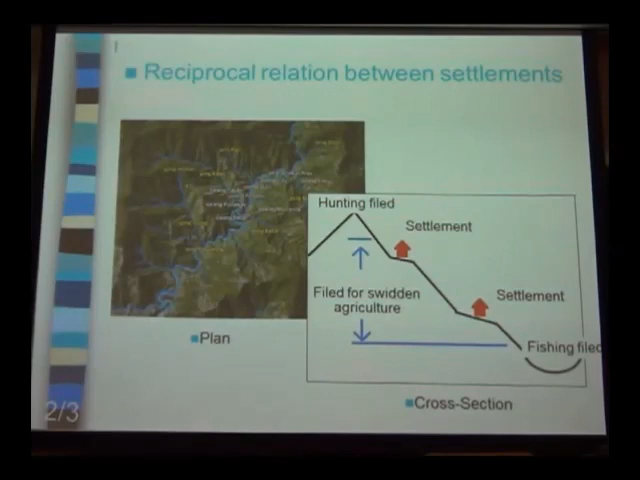 Reciprocal relation between settlements
Hunting filed
Settlement
Filed for swidden
agriculture
Settlement
Fishing filed
Plan
Cross-Section
2/3